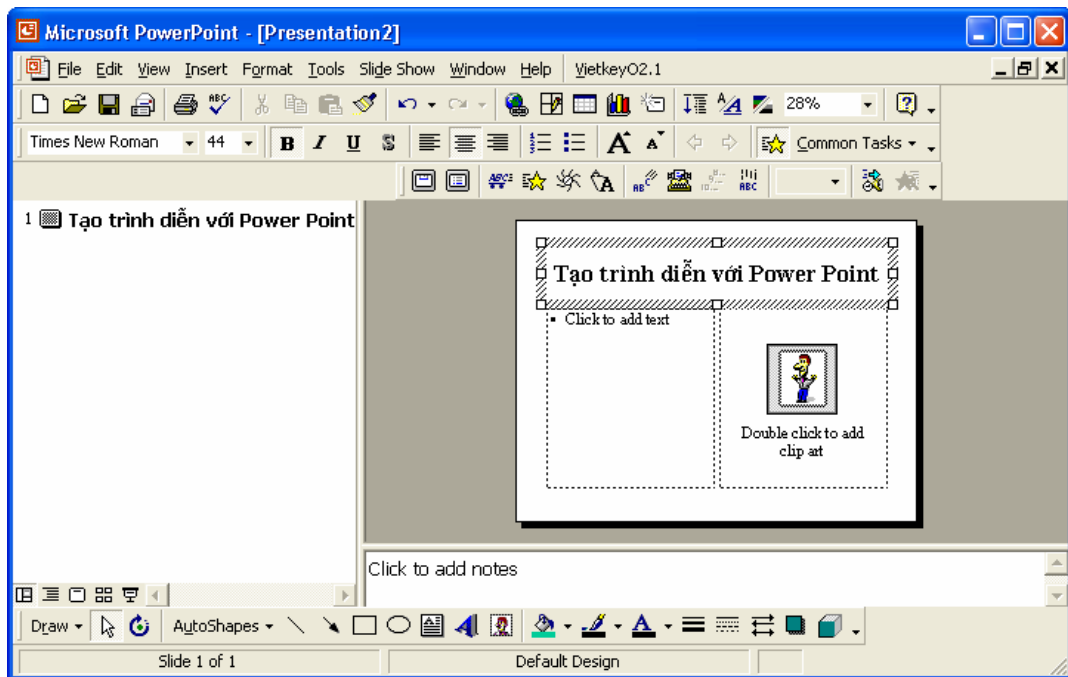 Microsoft PowerPoint - [Presentation2]
File Edit View Insert Format Tools Slide Show Window Help VietkeyO2.1
28%
Times New Roman 44 B I U S A A Common Tasks
1 Tạo trình diễn với Power Point
Tạo trình diễn với Power Point
Click to add text
Double click to add
clip art
Click to add notes
Draw AutoShapes
Slide 1 of 1 Default Design